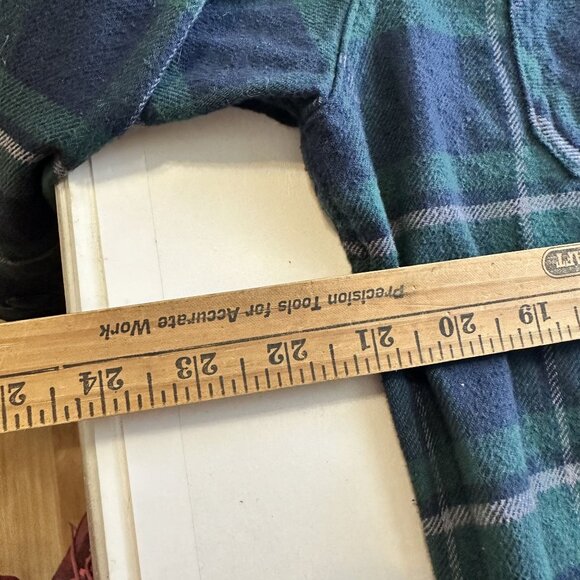 Precision Tools for Accurate Work
24 23 22 21 20 19